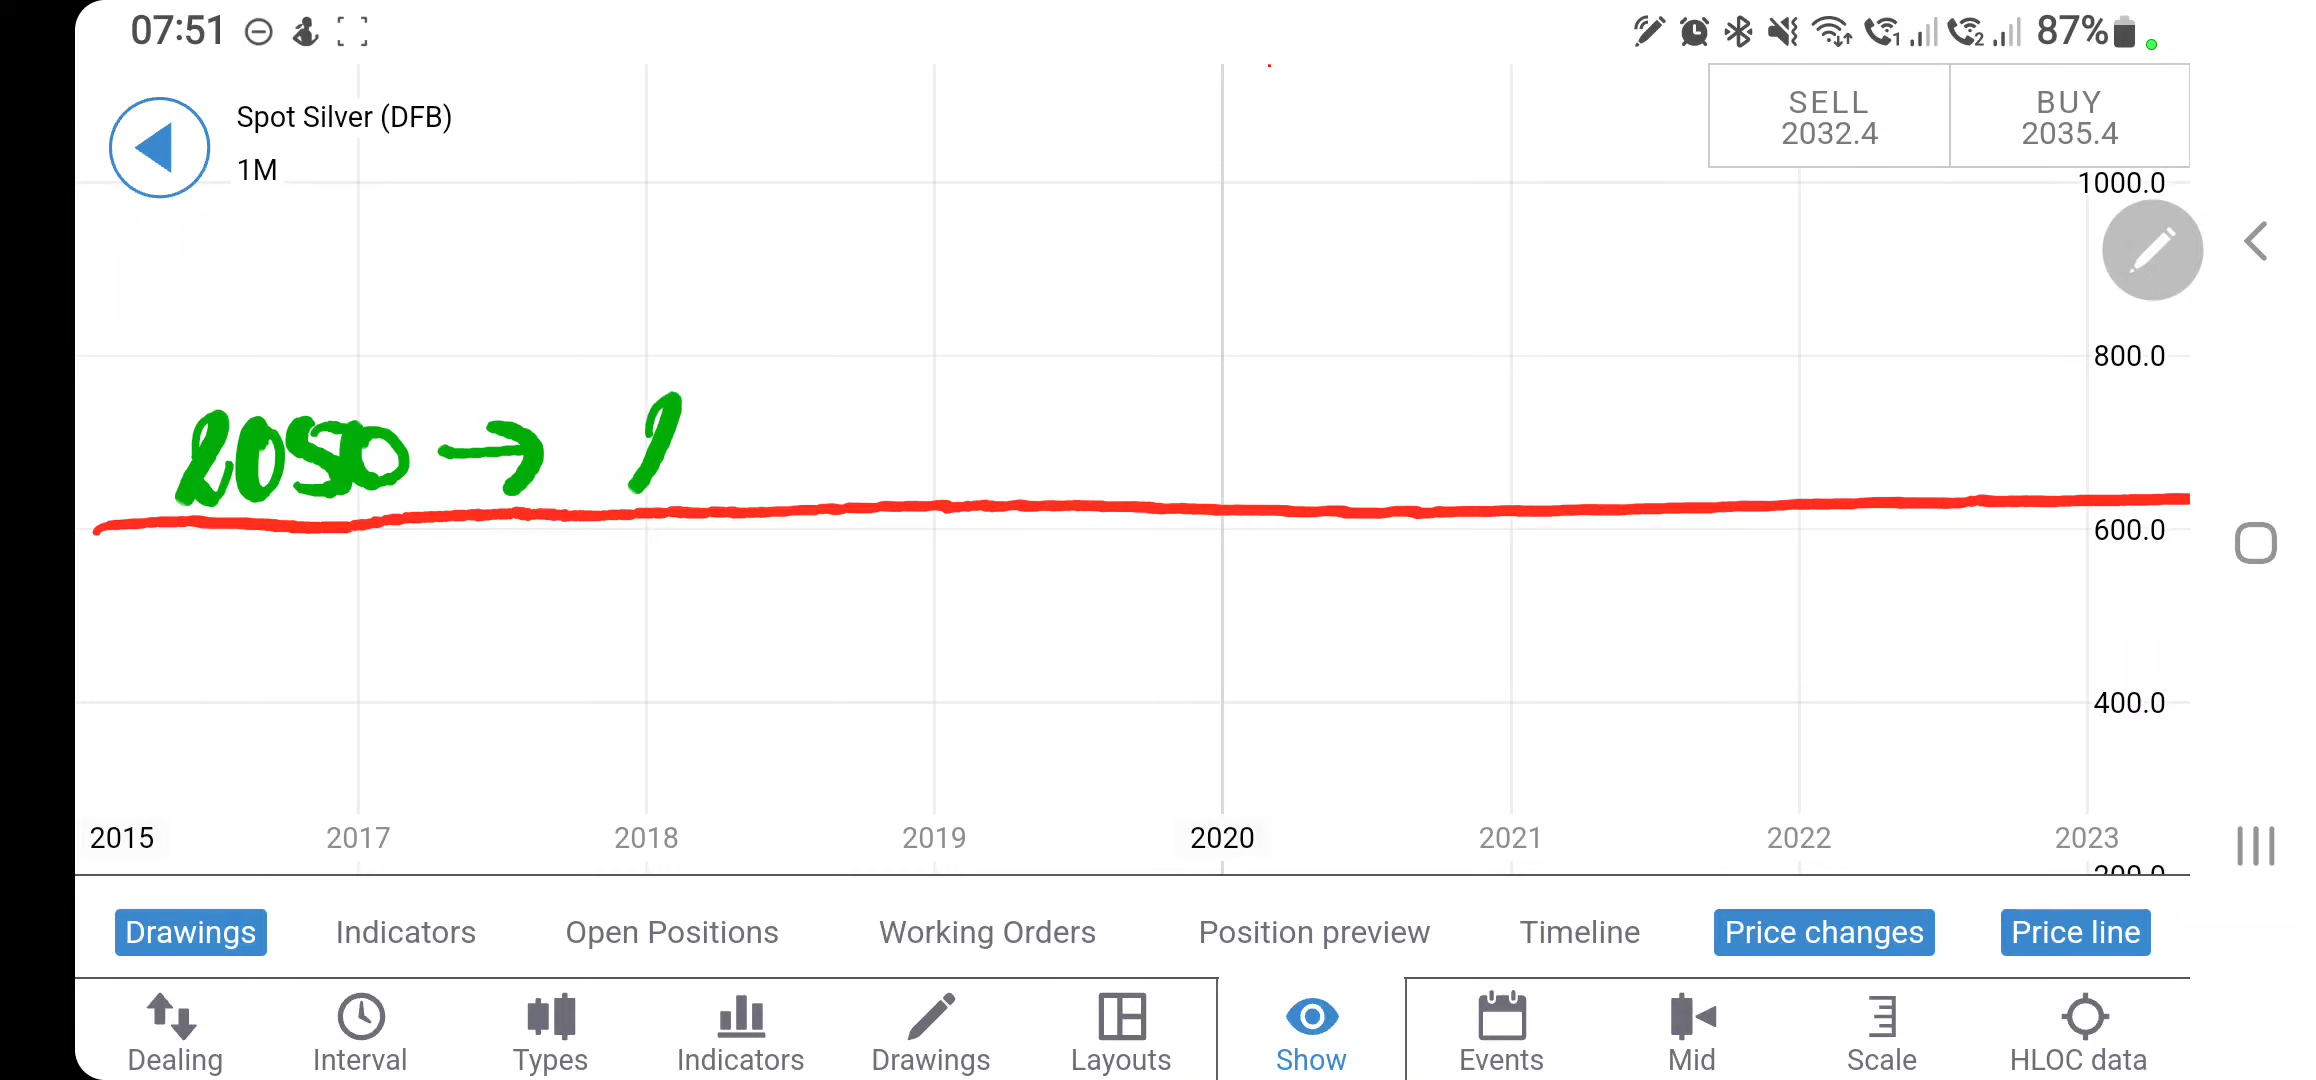 07:51
87%
Spot Silver (DFB)
1M
SELL
2032.4
BUY
2035.4
1000.0
800.0
2050 →
600.0
400.0
2015 2017 2018 2019 2020 2021 2022 2023
200.0
Drawings Indicators Open Positions Working Orders Position preview Timeline Price changes Price line
Dealing Interval Types Indicators Drawings Layouts Show Events Mid Scale HLOC data